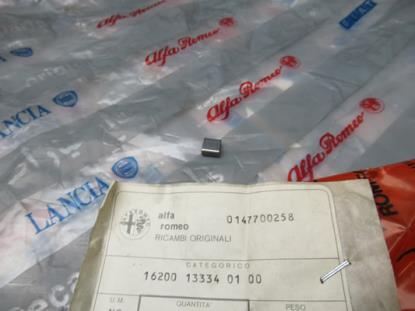 Alfa Romeo
FIAT
Alfa Romeo
LANCIA
Alfa Romeo
LANCIA
Alfa Romeo
LANCIA
alfa
romeo
0147700258
RICAMBI ORIGINALI
CATEGORICO
16200 13334 01 00
U.M.
QUANTITA'
PESO